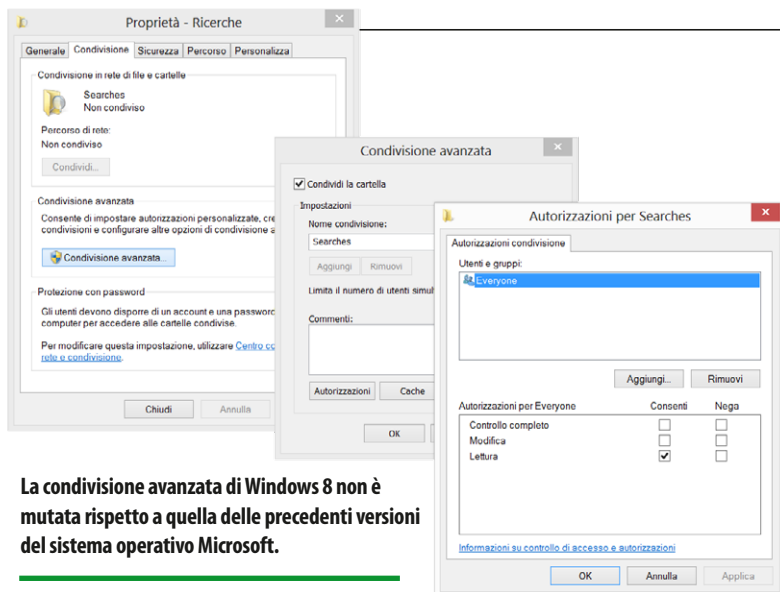 Proprietà - Ricerche
Generale Condivisione Sicurezza Percorso Personalizza
Condivisione in rete di file e cartelle
Searches
Non condiviso
Percorso di rete:
Non condiviso
Condividi...
Condivisione avanzata
Consente di impostare autorizzazioni personalizzate, cre
condivisioni e configurare altre opzioni di condivisione a
Condivisione avanzata...
Protezione con password
Gli utenti devono disporre di un account e una password
computer per accedere alle cartelle condivise.
Per modificare questa impostazione, utilizzare Centro co
rete e condivisione.
Chiudi Annulla
Condivisione avanzata
Condividi la cartella
Impostazioni
Nome condivisione:
Searches
Aggiungi Rimuovi
Limita il numero di utenti simult
Commenti:
Autorizzazioni Cache
OK
Autorizzazioni per Searches
Autorizzazioni condivisione
Utenti e gruppi:
Everyone
Aggiungi... Rimuovi
Autorizzazioni per Everyone Consenti Nega
Controllo completo
Modifica
Lettura
Informazioni su controllo di accesso e autorizzazioni
OK Annulla Applica
La condivisione avanzata di Windows 8 non è
mutata rispetto a quella delle precedenti versioni
del sistema operativo Microsoft.